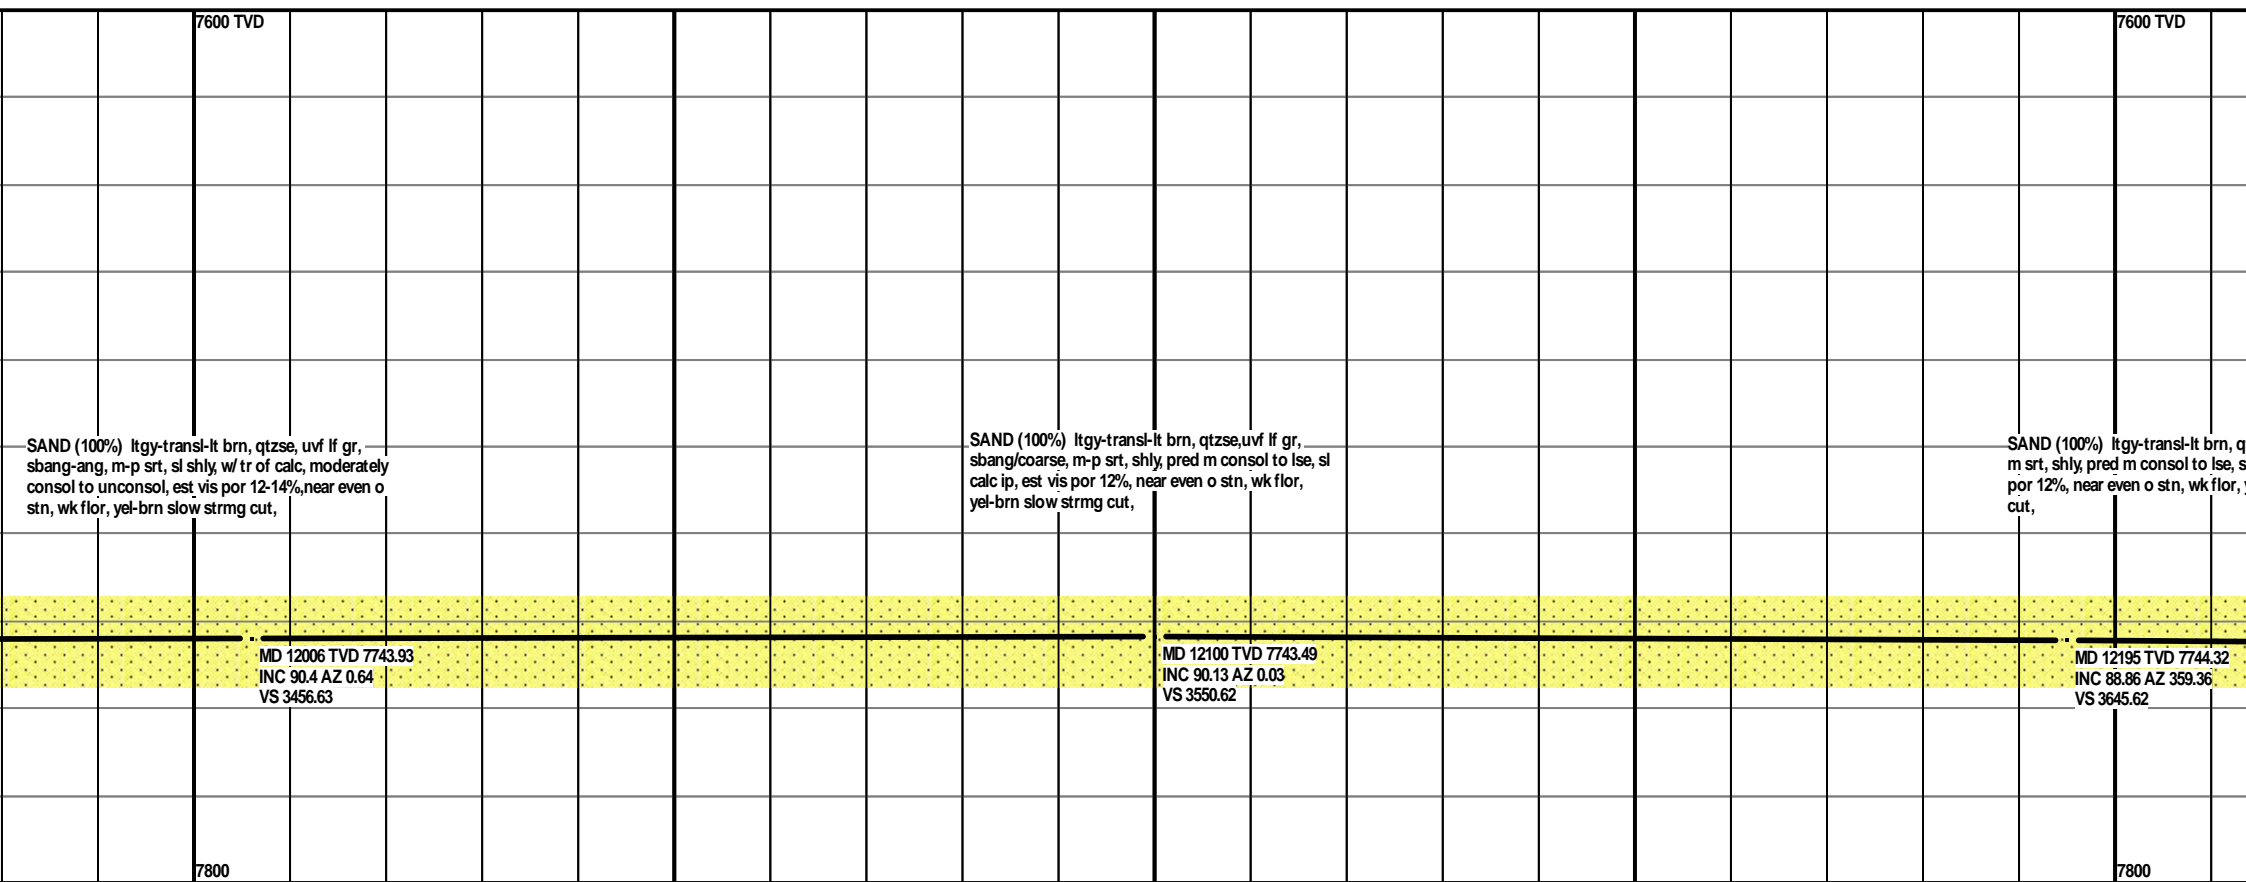 7600 TVD
7600 TVD
SAND (100%) ltgy-transl-lt brn, qtzse, uvf lf gr,
sbang-ang, m-p srt, sl shly, w/ tr of calc, moderately
consol to unconsol, est vis por 12-14%,near even o
stn, wk flor, yel-brn slow strmg cut,
SAND (100%) ltgy-transl-lt brn, qtzse,uvf lf gr,
sbang/coarse, m-p srt, shly, pred m consol to lse, sl
calc ip, est vis por 12%, near even o stn, wk flor,
yel-brn slow strmg cut,
SAND (100%) ltgy-transl-lt brn,
m srt, shly, pred m consol to lse,
por 12%, near even o stn, wk flor,
cut,
MD 12006 TVD 7743.93
INC 90.4 AZ 0.64
VS 3456.63
MD 12100 TVD 7743.49
INC 90.13 AZ 0.03
VS 3550.62
MD 12195 TVD 7744.32
INC 88.86 AZ 359.36
VS 3645.62
7800
7800